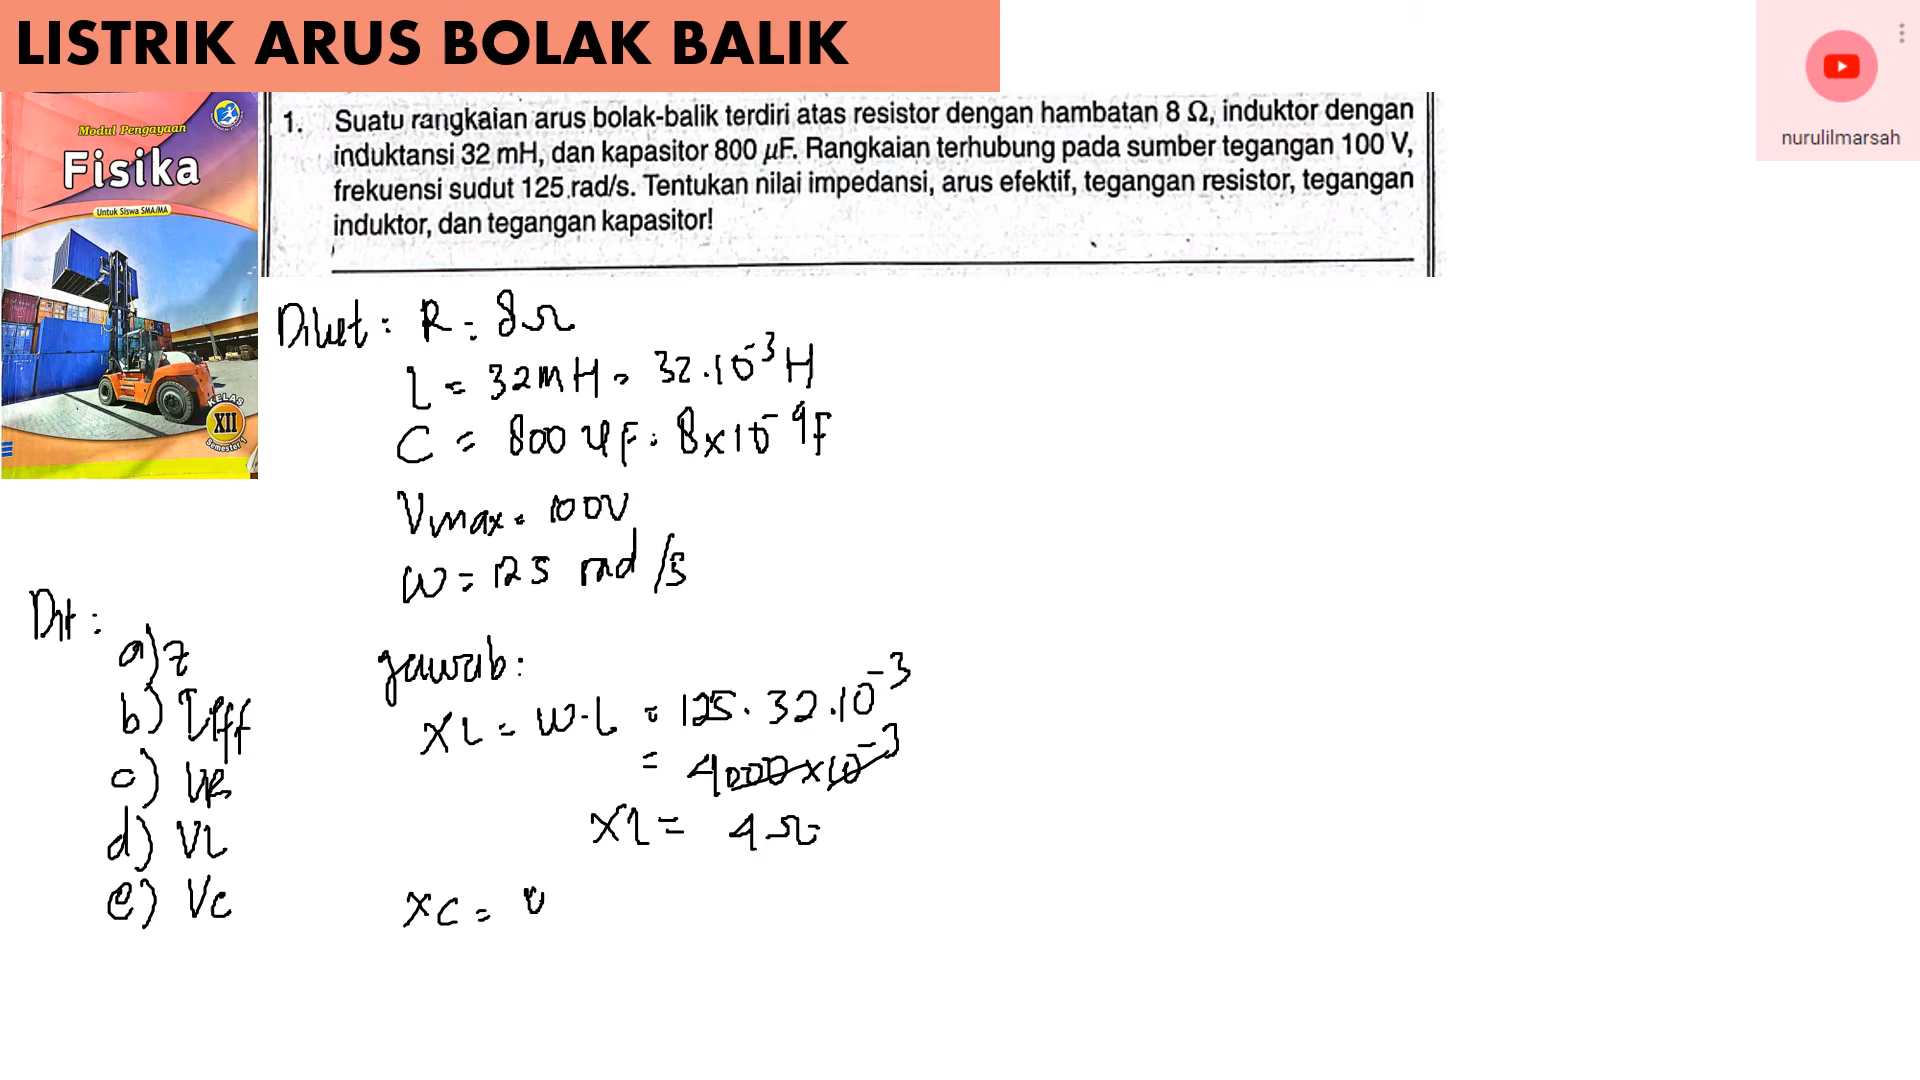 LISTRIK ARUS BOLAK BALIK
nurulilmarsah
Modul Pengayaan
Fisika
Untuk Siswa SMA/MA
KELAS
XII
Semester 1
1. Suatu rangkaian arus bolak-balik terdiri atas resistor dengan hambatan 8 Ω, induktor dengan
induktansi 32 mH, dan kapasitor 800 μF. Rangkaian terhubung pada sumber tegangan 100 V,
frekuensi sudut 125 rad/s. Tentukan nilai impedansi, arus efektif, tegangan resistor, tegangan
induktor, dan tegangan kapasitor!
Diket : R = 8Ω
L = 32 mH = 32.10⁻³ H
C = 800 μF = 8x10⁻⁴F
Vmax = 100V
W = 125 rad/s
Dit :
a) z
b) Ieff
c) VR
d) VL
e) Vc
jawab :
XL = W.L = 125.32.10⁻³
= 4000x10⁻³
XL = 4Ω
XC =